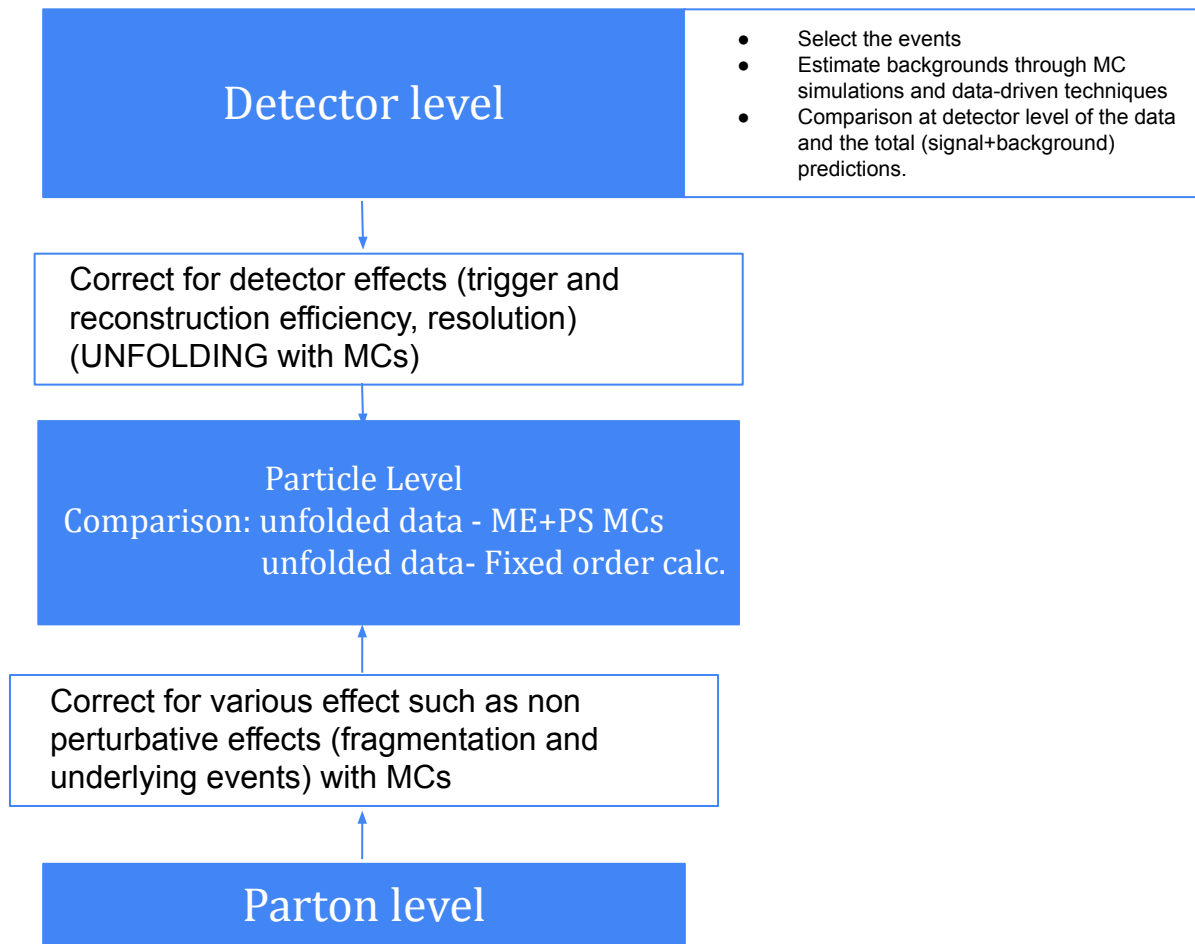 Detector level
● Select the events
● Estimate backgrounds through MC
simulations and data-driven techniques
● Comparison at detector level of the data
and the total (signal+background)
predictions.
Correct for detector effects (trigger and
reconstruction efficiency, resolution)
(UNFOLDING with MCs)
Particle Level
Comparison: unfolded data - ME+PS MCs
unfolded data- Fixed order calc.
Correct for various effect such as non
perturbative effects (fragmentation and
underlying events) with MCs
Parton level